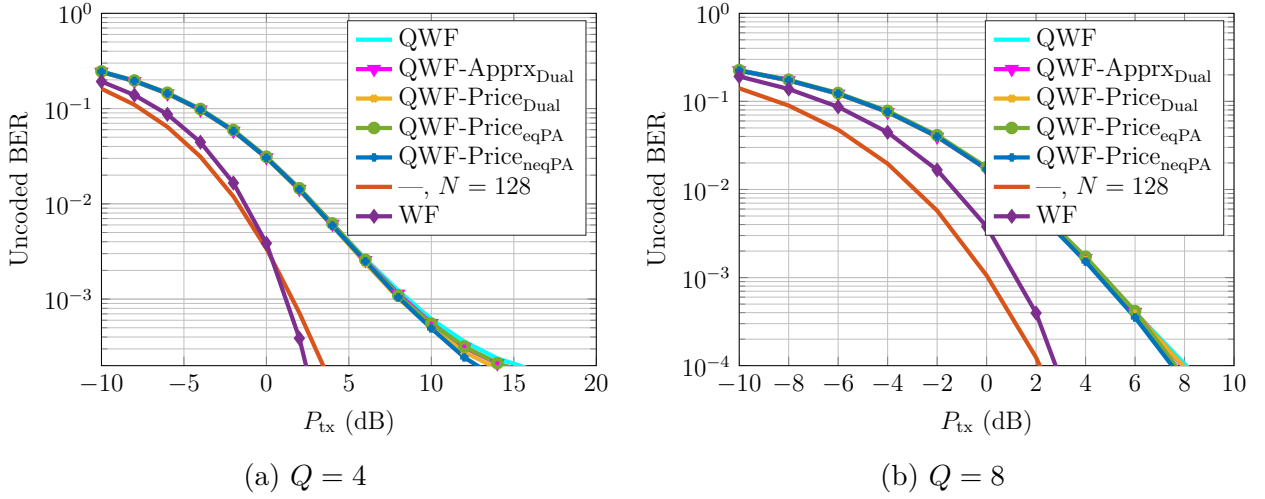 10^0
10^−1
10^−2
10^−3
Uncoded BER
QWF
QWF-Apprx_Dual
QWF-Price_Dual
QWF-Price_eqPA
QWF-Price_neqPA
—, N = 128
WF
−10 −5 0 5 10 15 20
P_tx (dB)
(a) Q = 4
10^0
10^−1
10^−2
10^−3
10^−4
Uncoded BER
QWF
QWF-Apprx_Dual
QWF-Price_Dual
QWF-Price_eqPA
QWF-Price_neqPA
—, N = 128
WF
−10 −8 −6 −4 −2 0 2 4 6 8 10
P_tx (dB)
(b) Q = 8